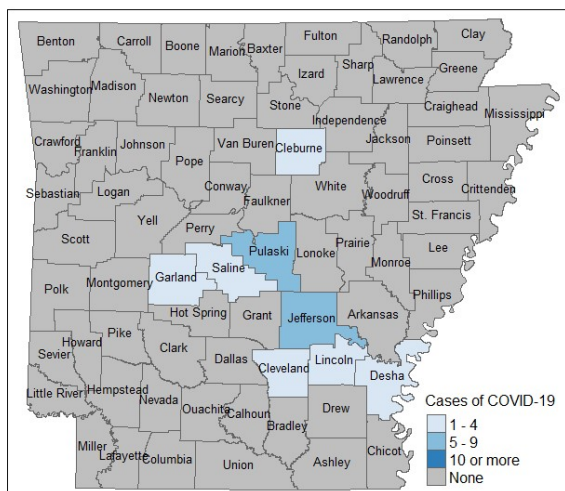 Benton
Carroll
Boone
Marion
Baxter
Fulton
Randolph
Clay
Izard
Sharp
Lawrence
Greene
Washington
Madison
Newton
Searcy
Stone
Independence
Craighead
Mississippi
Crawford
Franklin
Johnson
Pope
Van Buren
Cleburne
Jackson
Poinsett
Sebastian
Logan
Conway
Faulkner
White
Woodruff
Cross
Crittenden
St. Francis
Scott
Yell
Perry
Pulaski
Lonoke
Prairie
Monroe
Lee
Phillips
Polk
Montgomery
Garland
Saline
Hot Spring
Grant
Jefferson
Arkansas
Sevier
Howard
Pike
Clark
Dallas
Cleveland
Lincoln
Desha
Little River
Hempstead
Nevada
Ouachita
Calhoun
Bradley
Drew
Miller
Lafayette
Columbia
Union
Ashley
Chicot
Cases of COVID-19
1 - 4
5 - 9
10 or more
None